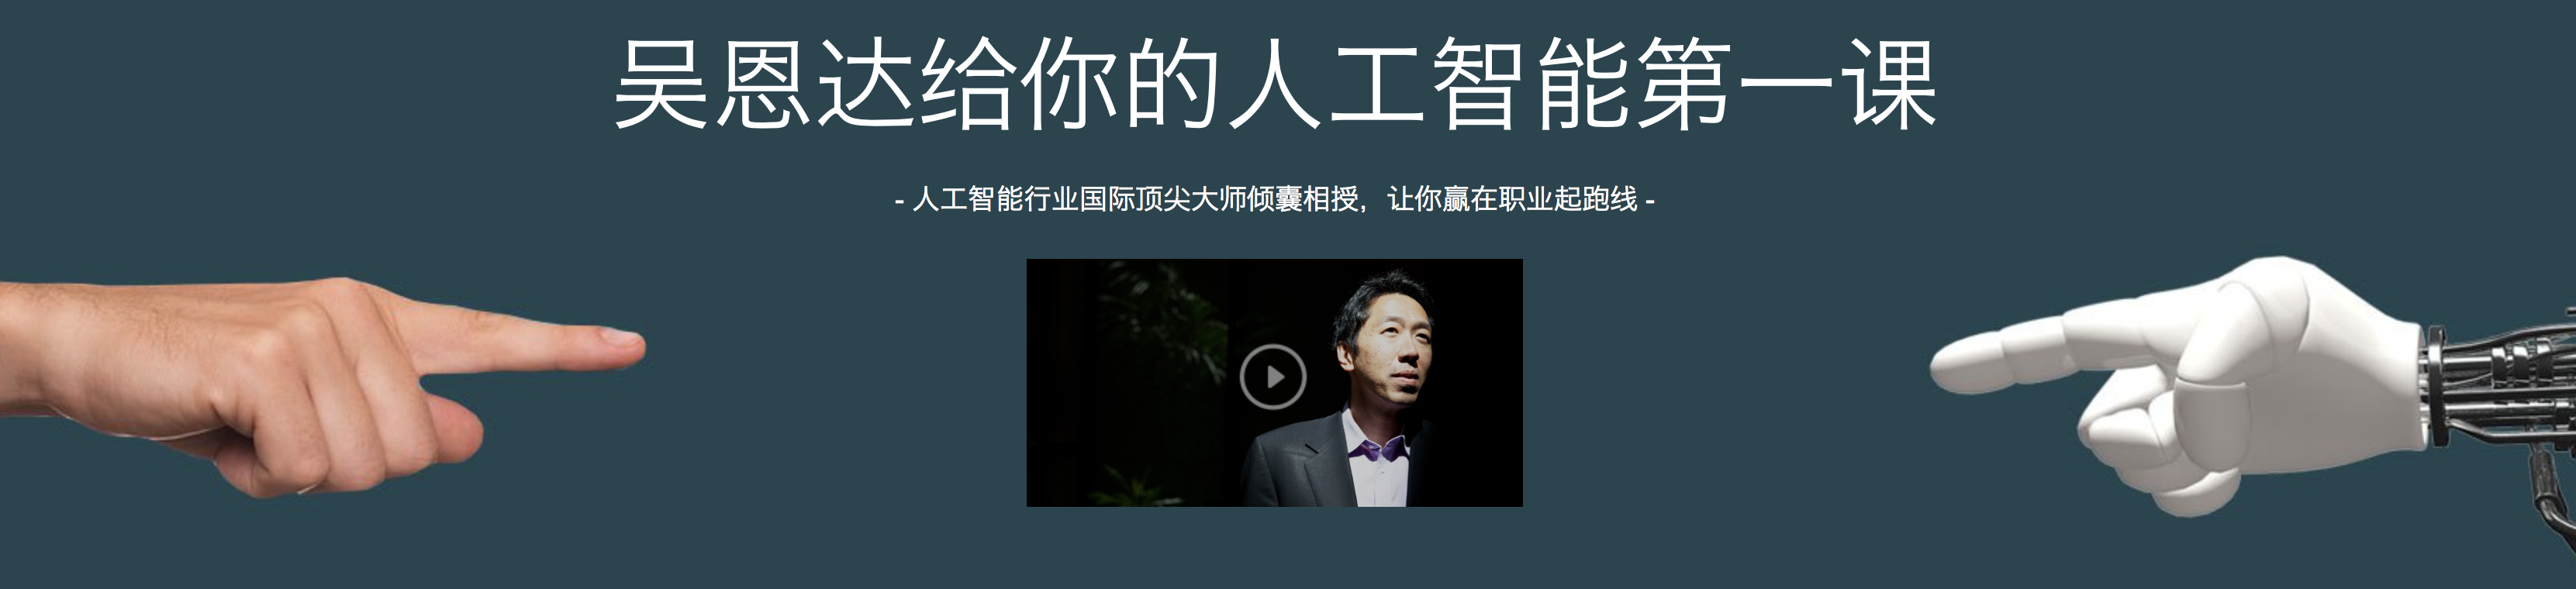 吴恩达给你的人工智能第一课
- 人工智能行业国际顶尖大师倾囊相授，让你赢在职业起跑线 -